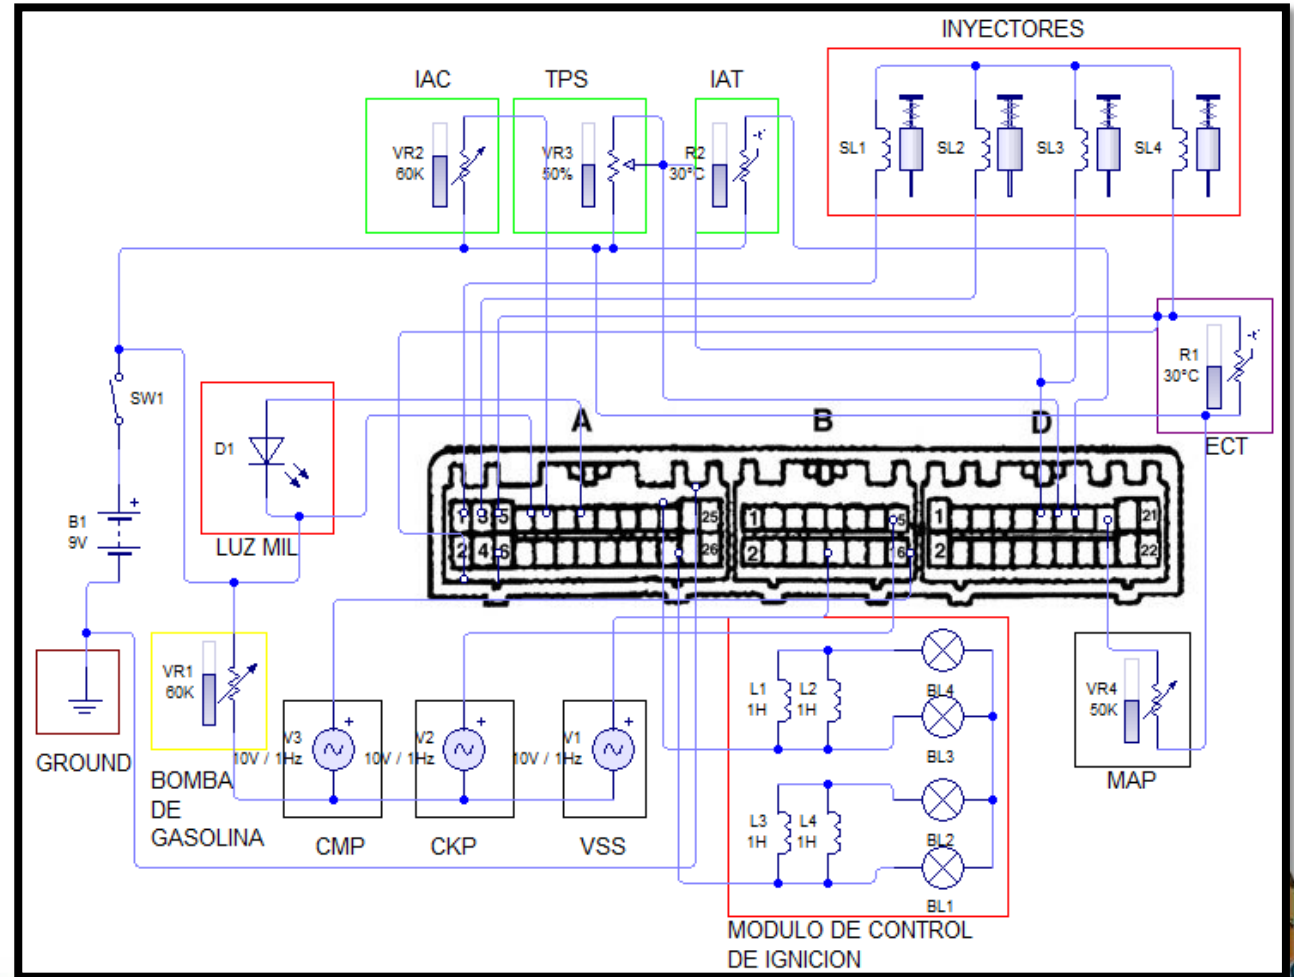 INYECTORES
IAC
TPS
IAT
VR2
60K
VR3
50%
R2
30°C
-t°
SL1
SL2
SL3
SL4
-t°
R1
30°C
ECT
SW1
D1
LUZ MIL
+
B1
9V
A
B
D
1
3
5
25
2
4
6
26
1
5
2
6
1
21
2
22
GROUND
VR1
60K
BOMBA
DE
GASOLINA
V3
10V / 1Hz
+
CMP
V2
10V / 1Hz
+
CKP
V1
10V / 1Hz
+
VSS
L1
1H
L2
1H
BL4
BL3
L3
1H
L4
1H
BL2
BL1
MODULO DE CONTROL
DE IGNICION
VR4
50K
MAP